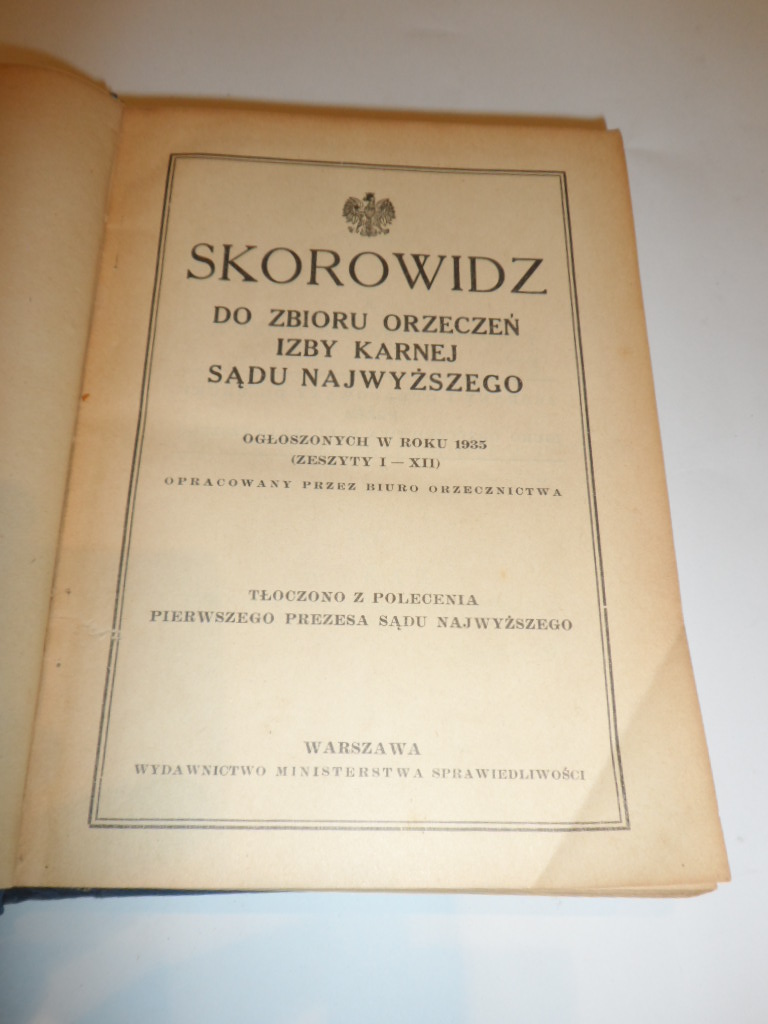 SKOROWIDZ
DO ZBIORU ORZECZEŃ
IZBY KARNEJ
SĄDU NAJWYŻSZEGO
OGŁOSZONYCH W ROKU 1935
(ZESZYTY I — XII)
OPRACOWANY PRZEZ BIURO ORZECZNICTWA
TŁOCZONO Z POLECENIA
PIERWSZEGO PREZESA SĄDU NAJWYŻSZEGO
WARSZAWA
WYDAWNICTWO MINISTERSTWA SPRAWIEDLIWOŚCI